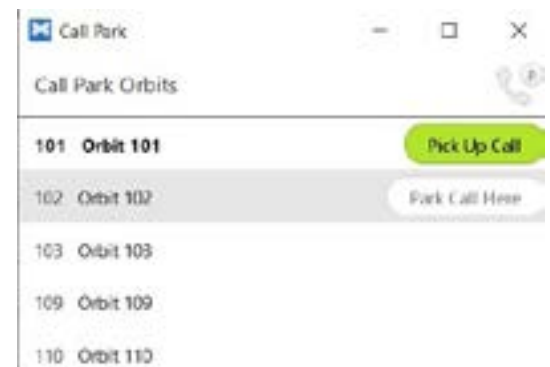 Call Park
Call Park Orbits
101 Orbit 101 Pick Up Call
102 Orbit 102 Park Call Here
103 Orbit 103
109 Orbit 109
110 Orbit 110